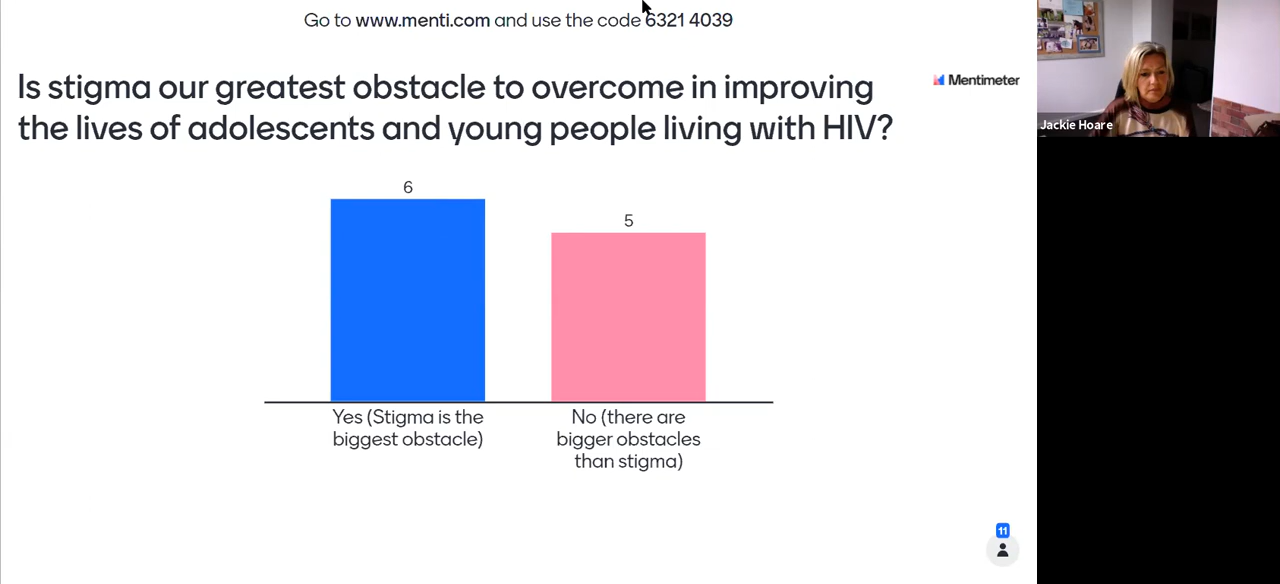 Go to www.menti.com and use the code 6321 4039
Is stigma our greatest obstacle to overcome in improving
the lives of adolescents and young people living with HIV?
Mentimeter
Jackie Hoare
6
5
Yes (Stigma is the
biggest obstacle)
No (there are
bigger obstacles
than stigma)
11